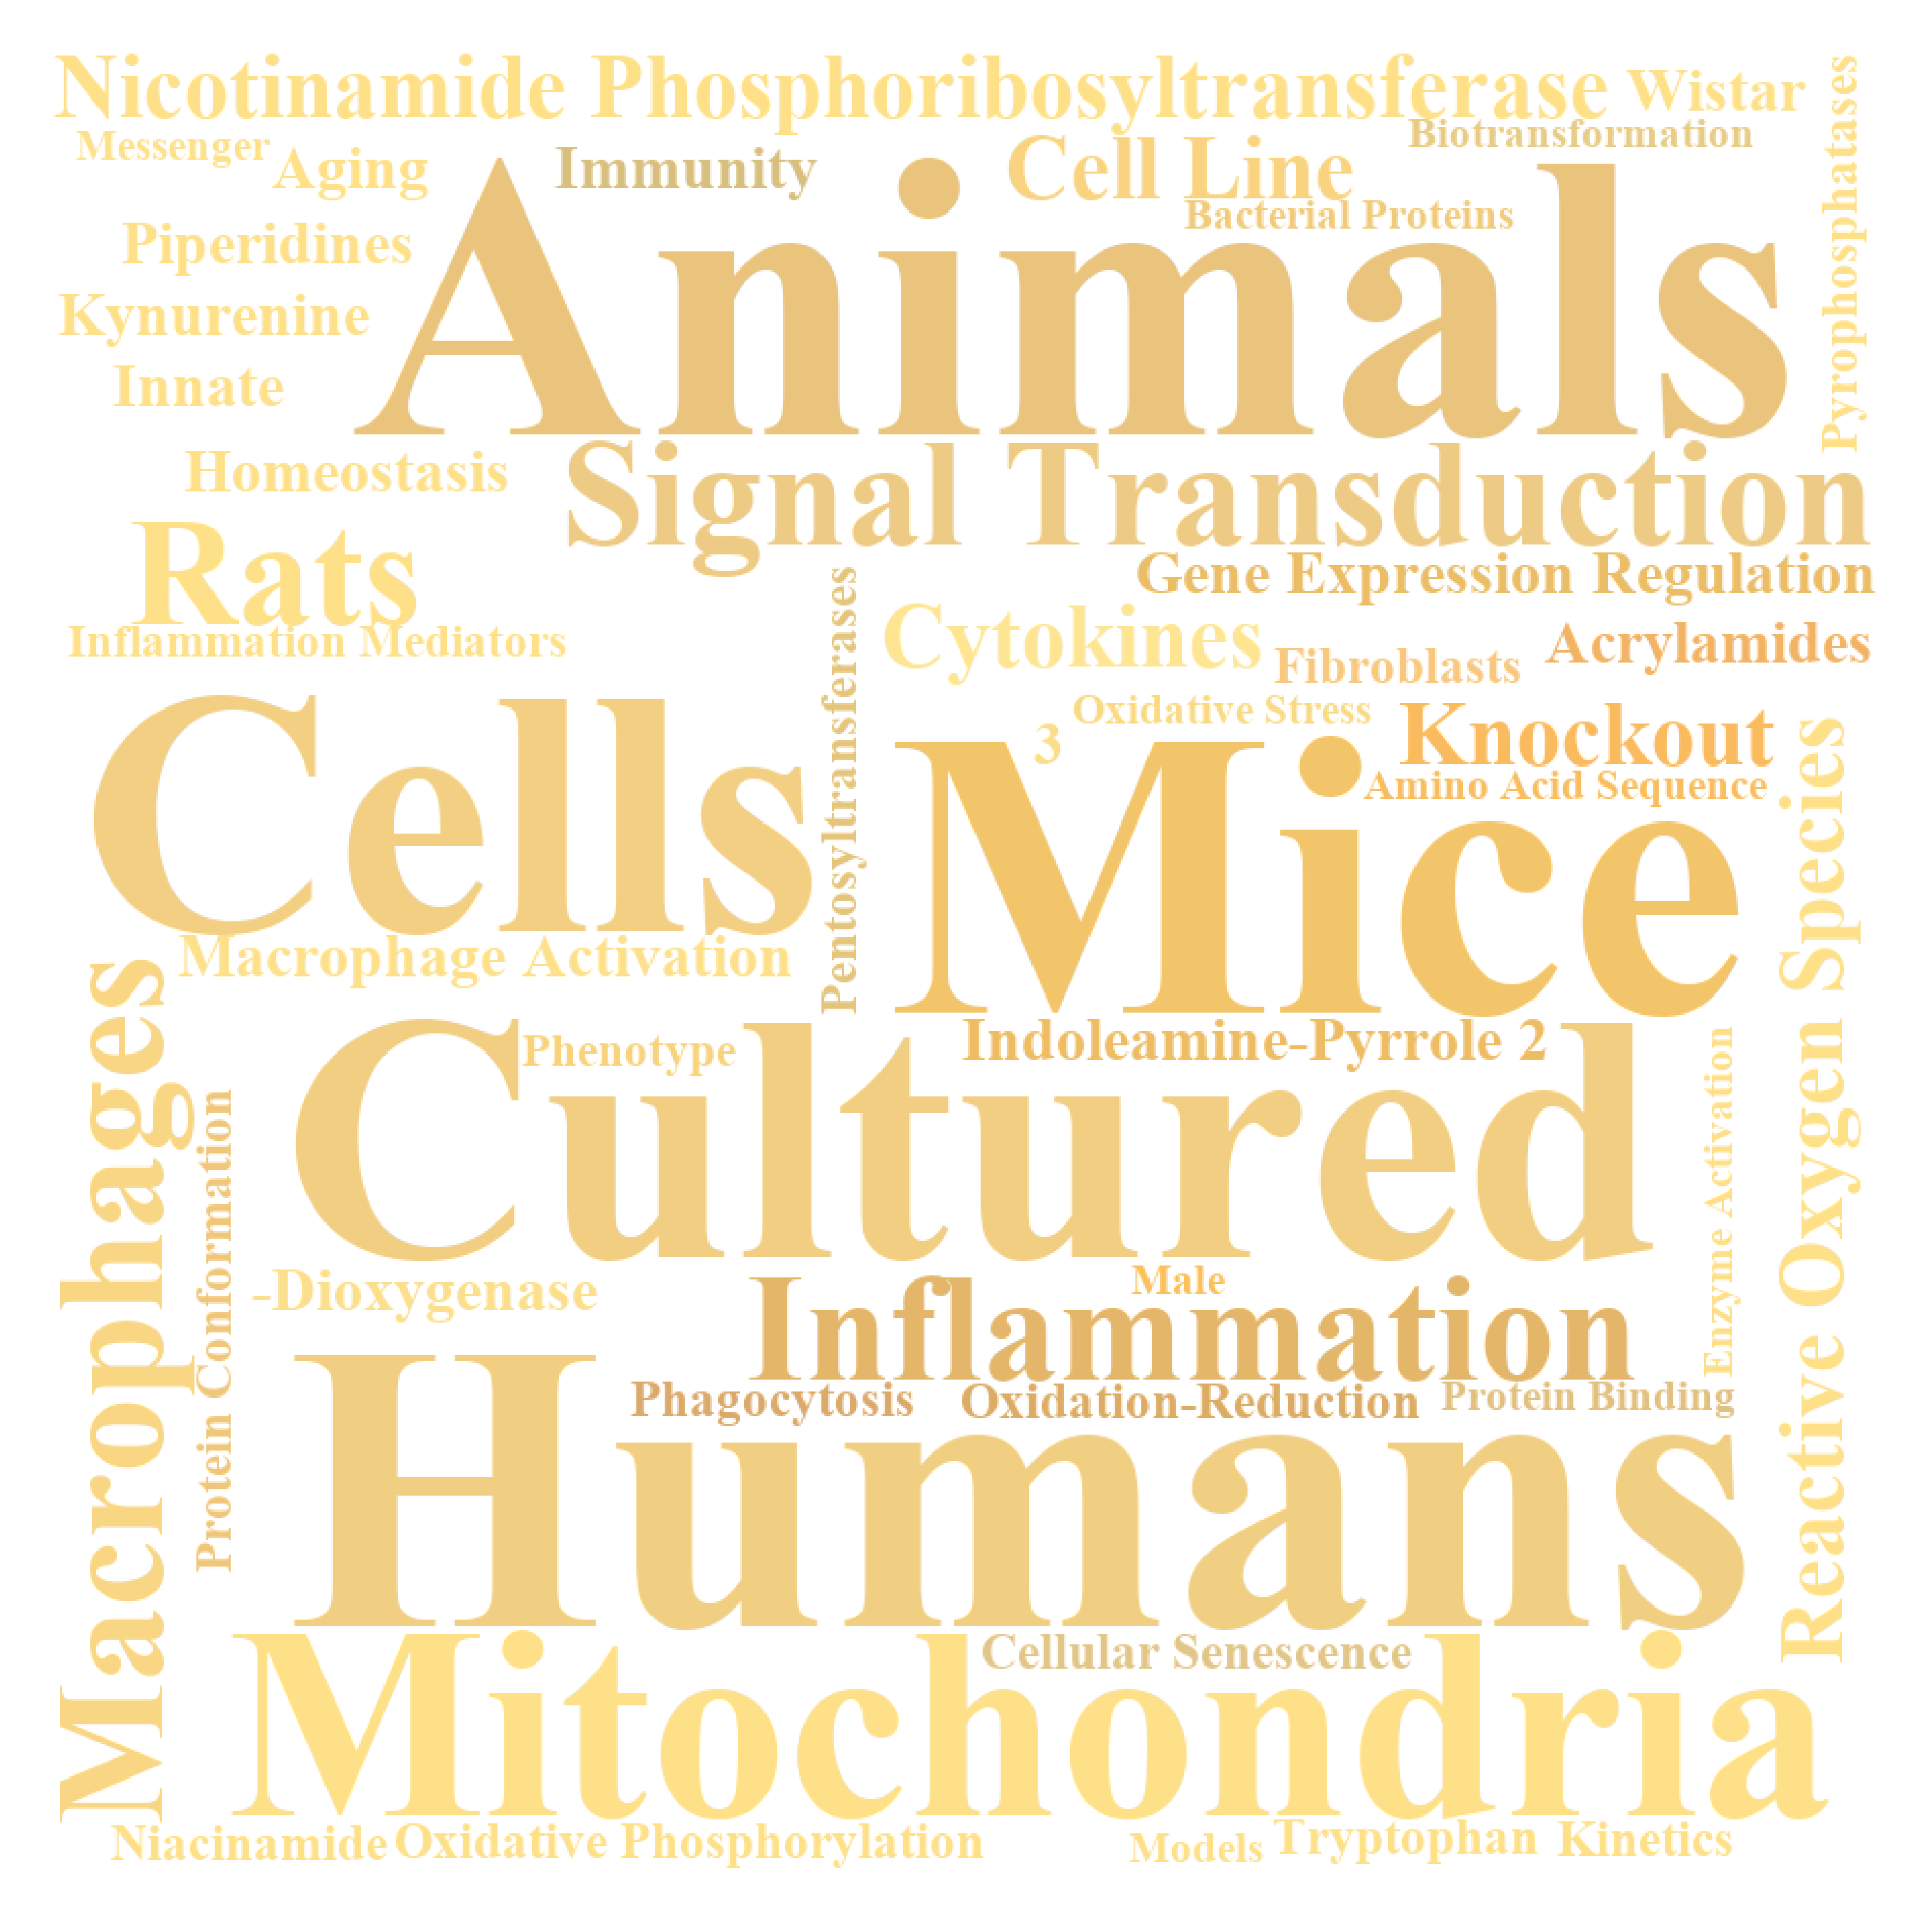 Nicotinamide Phosphoribosyltransferase
Wistar
Messenger
Aging
Immunity
Cell Line
Biotransformation
Bacterial Proteins
Pyrophosphatases
Piperidines
Kynurenine
Innate
Animals
Homeostasis
Signal Transduction
Rats
Gene Expression Regulation
Inflammation Mediators
Pentosyltransferases
Cytokines
Fibroblasts
Acrylamides
3
Oxidative Stress
Knockout
Amino Acid Sequence
Cells
Mice
Reactive Oxygen Species
Macrophage Activation
Macrophages
Phenotype
Indoleamine-Pyrrole 2
Cultured
Enzyme Activation
Protein Conformation
-Dioxygenase
Male
Inflammation
Phagocytosis
Oxidation-Reduction
Protein Binding
Humans
Cellular Senescence
Mitochondria
Niacinamide
Oxidative Phosphorylation
Models
Tryptophan
Kinetics